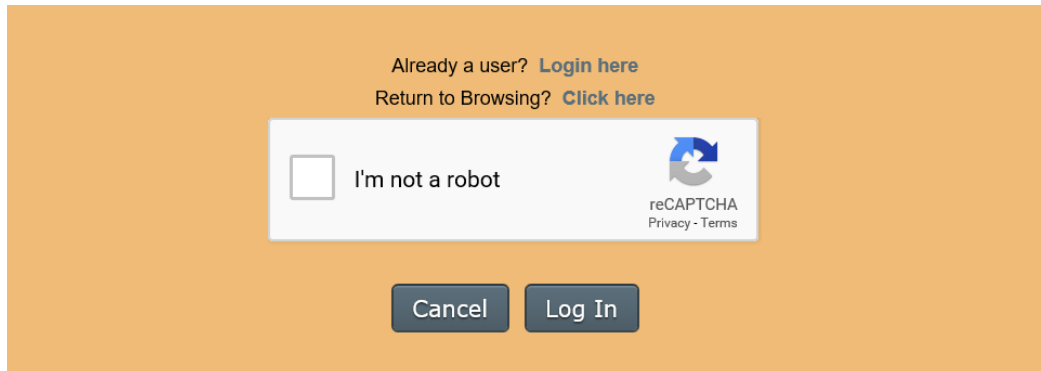 Already a user? Login here
Return to Browsing? Click here
I'm not a robot
reCAPTCHA
Privacy - Terms
Cancel Log In